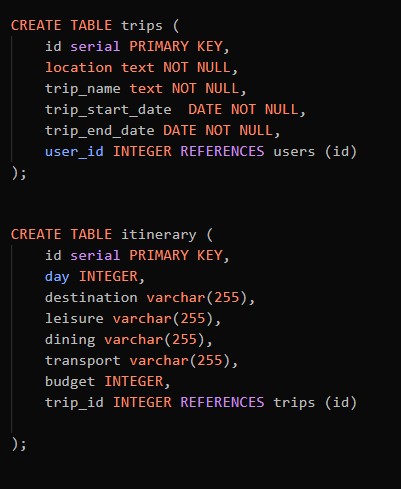 CREATE TABLE trips (
    id serial PRIMARY KEY,
    location text NOT NULL,
    trip_name text NOT NULL,
    trip_start_date  DATE NOT NULL,
    trip_end_date DATE NOT NULL,
    user_id INTEGER REFERENCES users (id)
);
CREATE TABLE itinerary (
    id serial PRIMARY KEY,
    day INTEGER,
    destination varchar(255),
    leisure varchar(255),
    dining varchar(255),
    transport varchar(255),
    budget INTEGER,
    trip_id INTEGER REFERENCES trips (id)
);